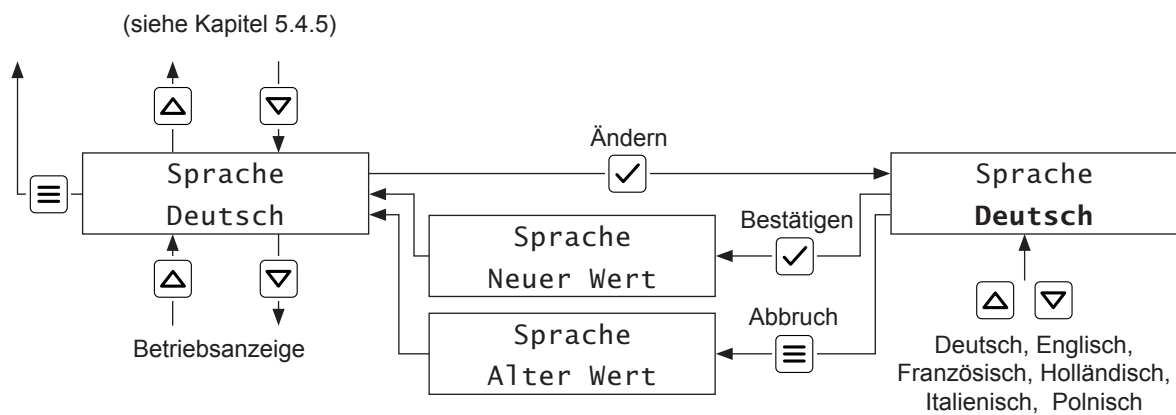 (siehe Kapitel 5.4.5)
Ändern
Sprache
Deutsch
Sprache
Deutsch
Bestätigen
Sprache
Neuer Wert
Abbruch
Sprache
Alter Wert
Betriebsanzeige
Deutsch, Englisch,
Französisch, Holländisch,
Italienisch, Polnisch